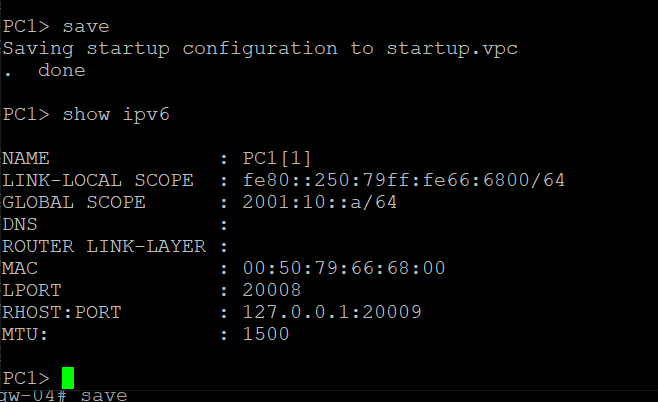 PC1> save
Saving startup configuration to startup.vpc
.  done
PC1> show ipv6
NAME              : PC1[1]
LINK-LOCAL SCOPE  : fe80::250:79ff:fe66:6800/64
GLOBAL SCOPE      : 2001:10::a/64
DNS               :
ROUTER LINK-LAYER :
MAC               : 00:50:79:66:68:00
LPORT             : 20008
RHOST:PORT        : 127.0.0.1:20009
MTU:              : 1500
PC1>
gw-04# save